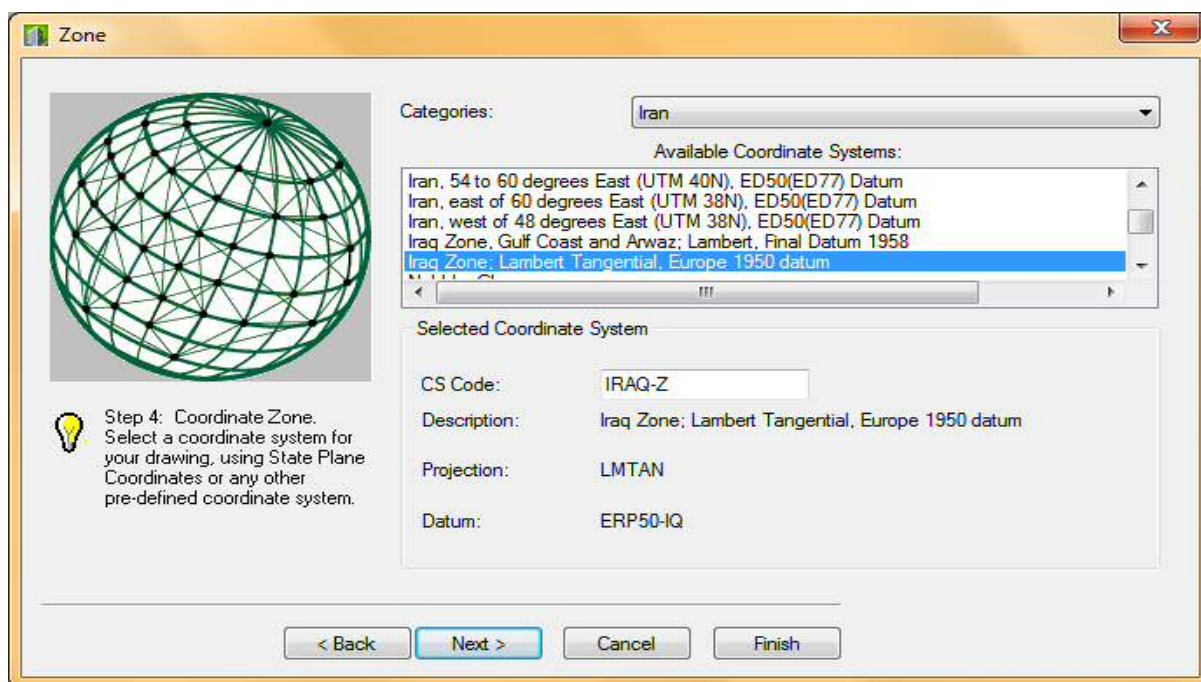 Zone
Categories: Iran
Available Coordinate Systems:
Iran, 54 to 60 degrees East (UTM 40N), ED50(ED77) Datum
Iran, east of 60 degrees East (UTM 38N), ED50(ED77) Datum
Iran, west of 48 degrees East (UTM 38N), ED50(ED77) Datum
Iraq Zone, Gulf Coast and Arwaz; Lambert, Final Datum 1958
Iraq Zone; Lambert Tangential, Europe 1950 datum
Selected Coordinate System
CS Code: IRAQ-Z
Description: Iraq Zone; Lambert Tangential, Europe 1950 datum
Projection: LMTAN
Datum: ERP50-IQ
Step 4: Coordinate Zone.
Select a coordinate system for
your drawing, using State Plane
Coordinates or any other
pre-defined coordinate system.
< Back Next > Cancel Finish